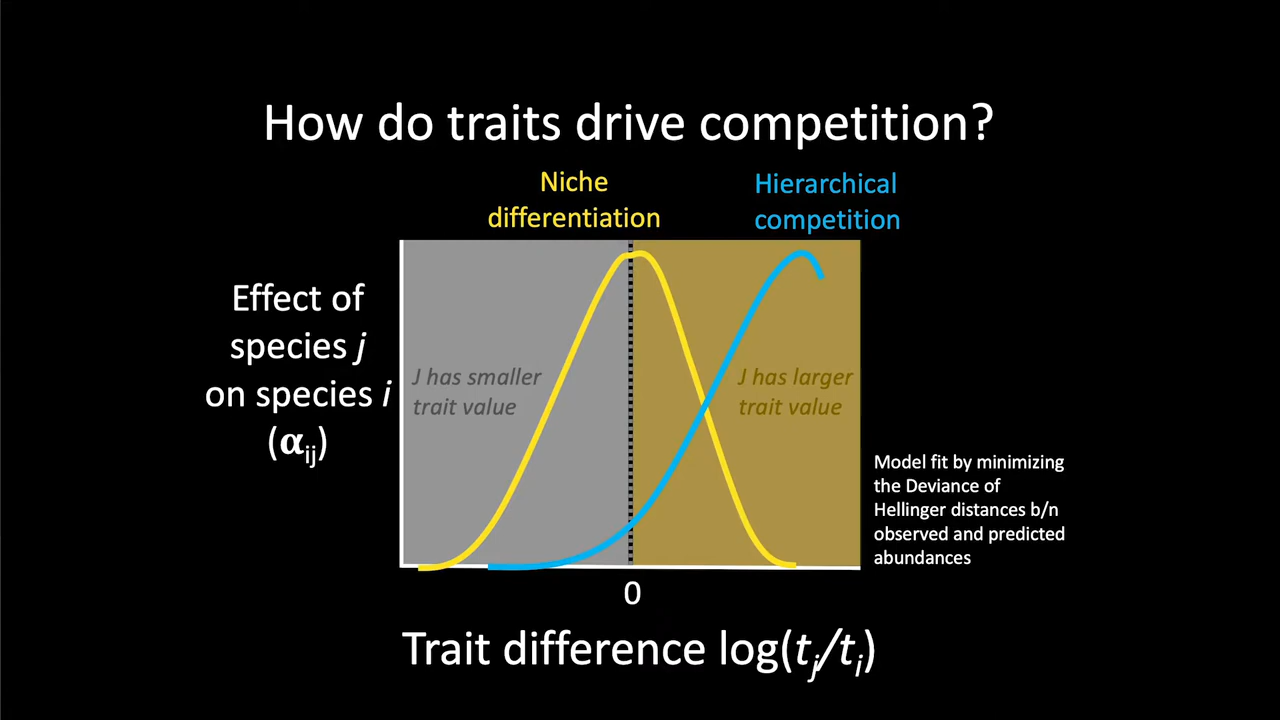 How do traits drive competition?
Niche
differentiation
Hierarchical
competition
Effect of
species j
on species i
(αij)
J has smaller
trait value
J has larger
trait value
Model fit by minimizing
the Deviance of
Hellinger distances b/n
observed and predicted
abundances
0
Trait difference log(tj/ti)